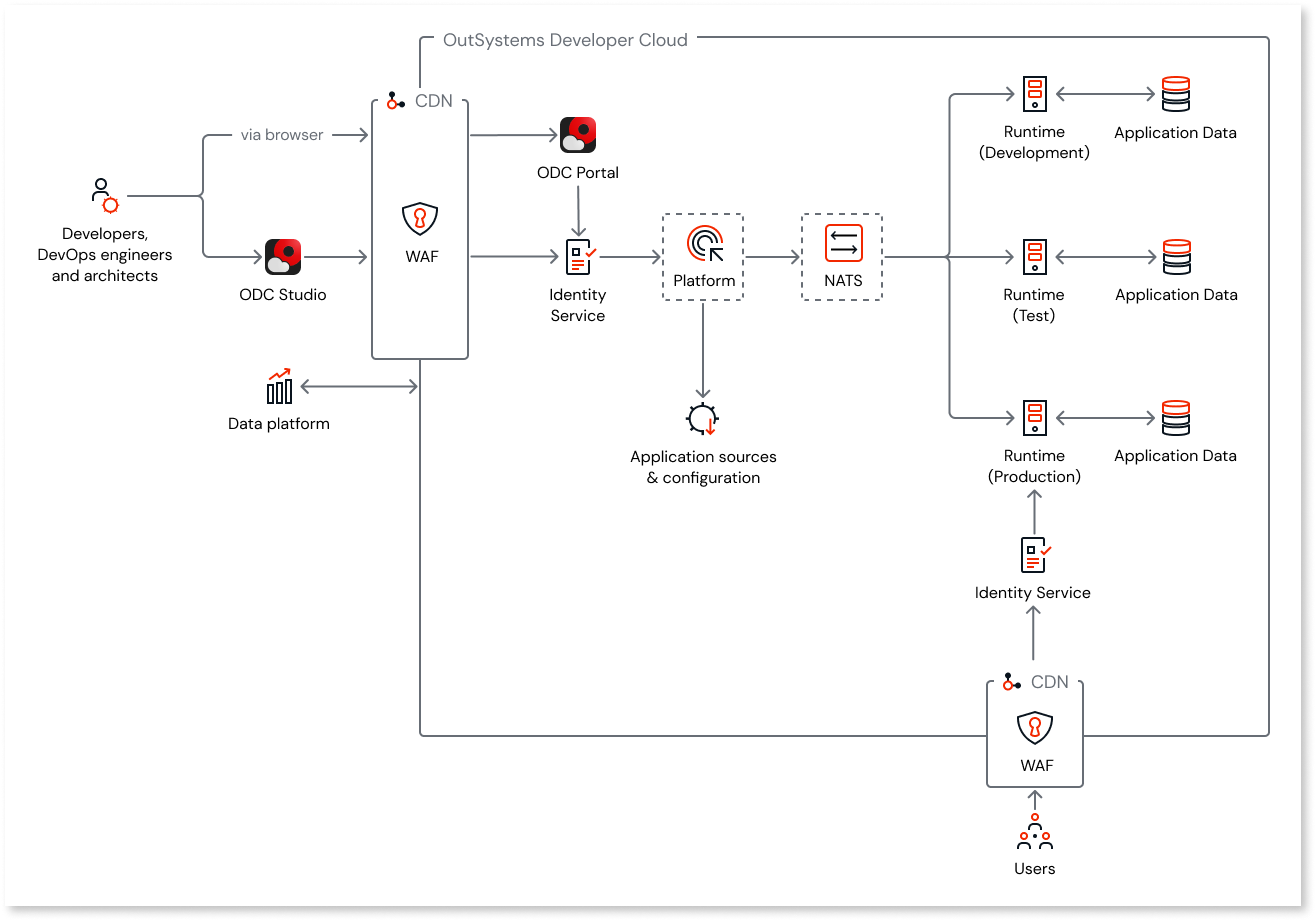 OutSystems Developer Cloud
CDN
via browser
ODC Portal
Developers,
DevOps engineers
and architects
ODC Studio
WAF
Identity
Service
Platform
NATS
Runtime
(Development)
Application Data
Runtime
(Test)
Application Data
Data platform
Application sources
& configuration
Runtime
(Production)
Application Data
Identity Service
CDN
WAF
Users